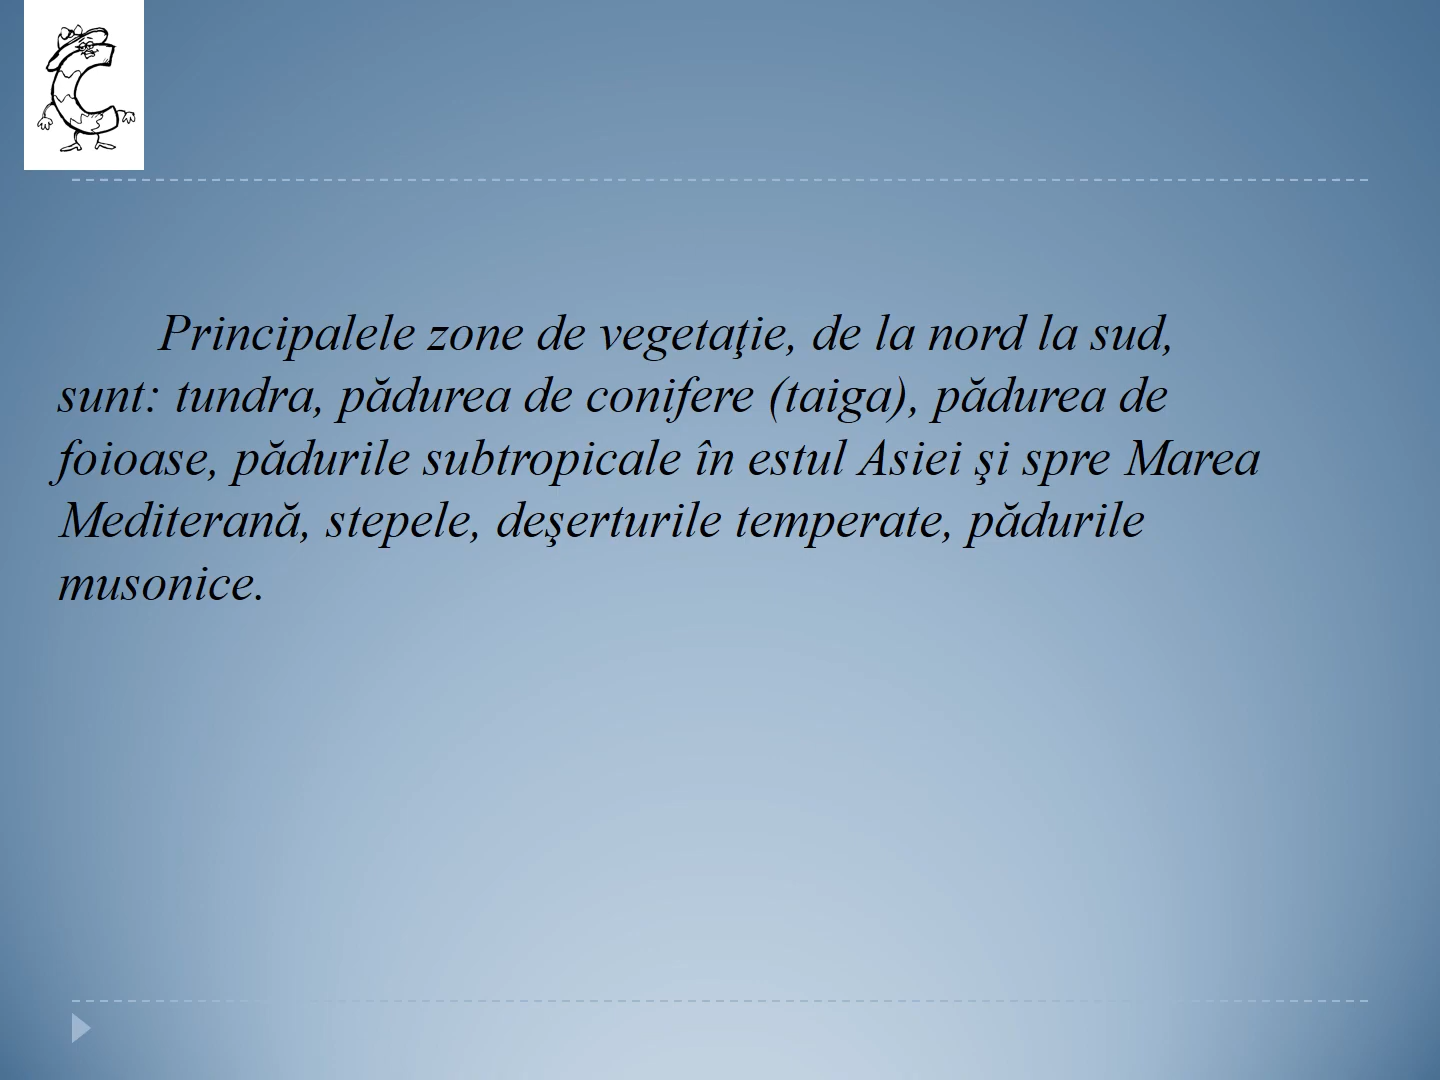 Principalele zone de vegetaţie, de la nord la sud,
sunt: tundra, pădurea de conifere (taiga), pădurea de
foioase, pădurile subtropicale în estul Asiei şi spre Marea
Mediterană, stepele, deşerturile temperate, pădurile
musonice.